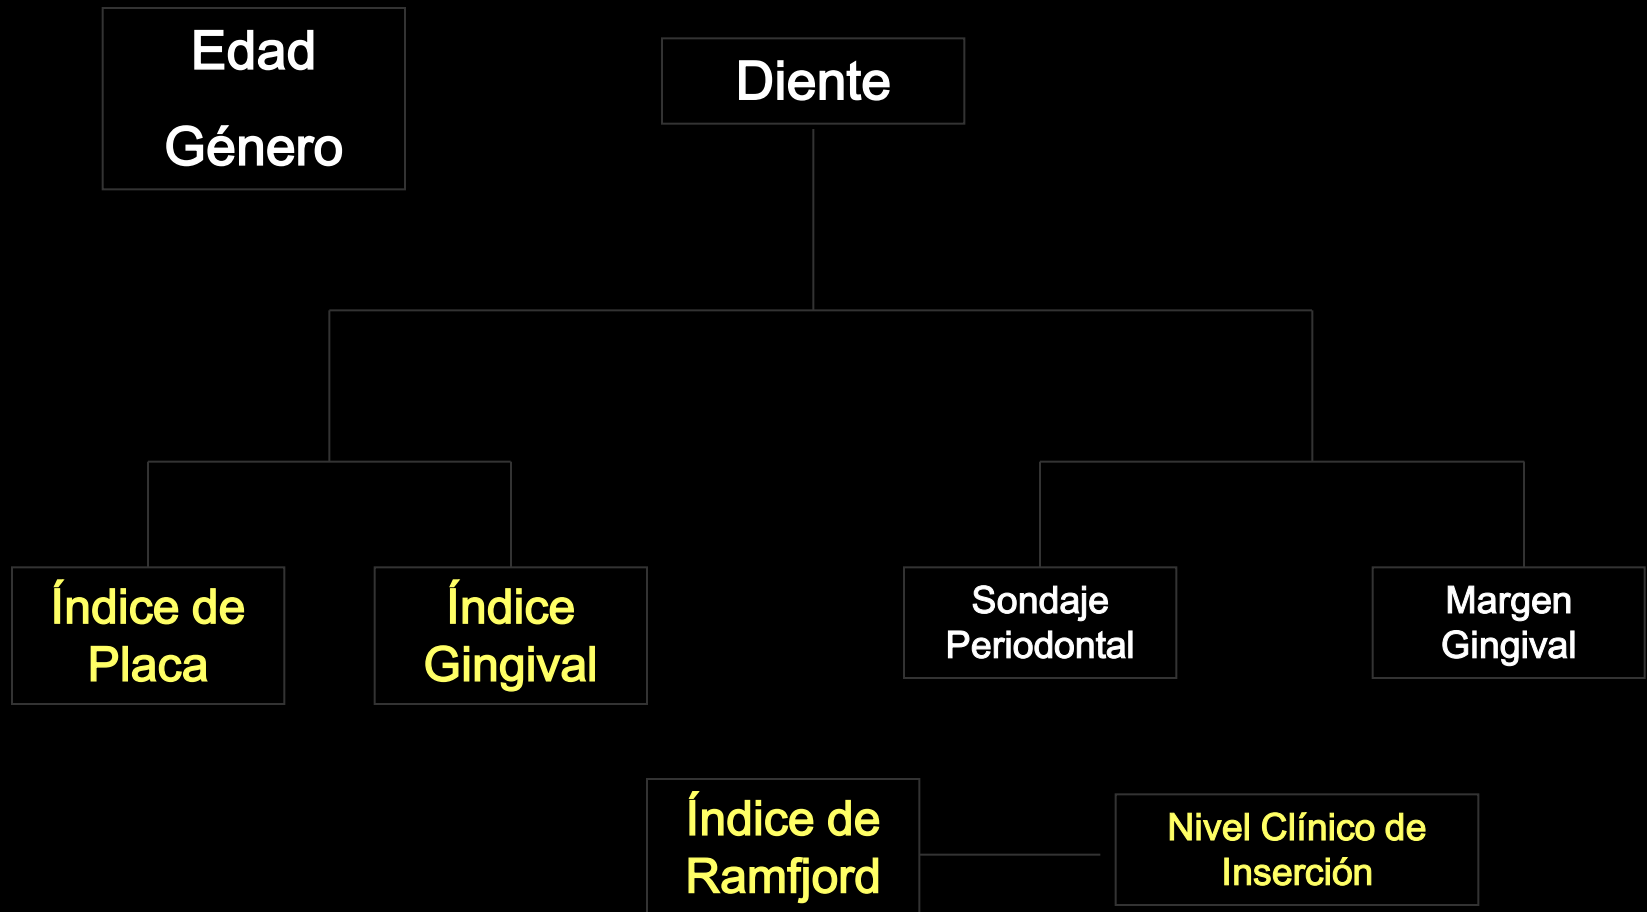 Edad
Género
Diente
Índice de
Placa
Índice
Gingival
Sondaje
Periodontal
Margen
Gingival
Índice de
Ramfjord
Nivel Clínico de
Inserción